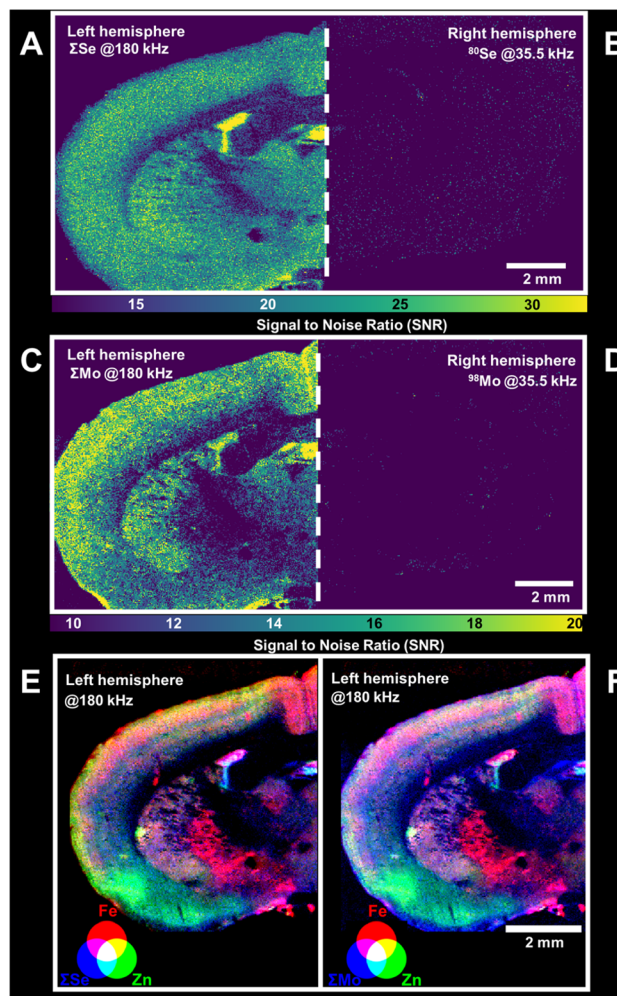 A
Left hemisphere
ΣSe @180 kHz
Right hemisphere
⁸⁰Se @35.5 kHz
2 mm
15 20 25 30
Signal to Noise Ratio (SNR)
C
Left hemisphere
ΣMo @180 kHz
Right hemisphere
⁹⁸Mo @35.5 kHz
D
2 mm
10 12 14 16 18 20
Signal to Noise Ratio (SNR)
E
Left hemisphere
@180 kHz
Fe
ΣSe
Zn
Left hemisphere
@180 kHz
Fe
ΣMo
Zn
2 mm